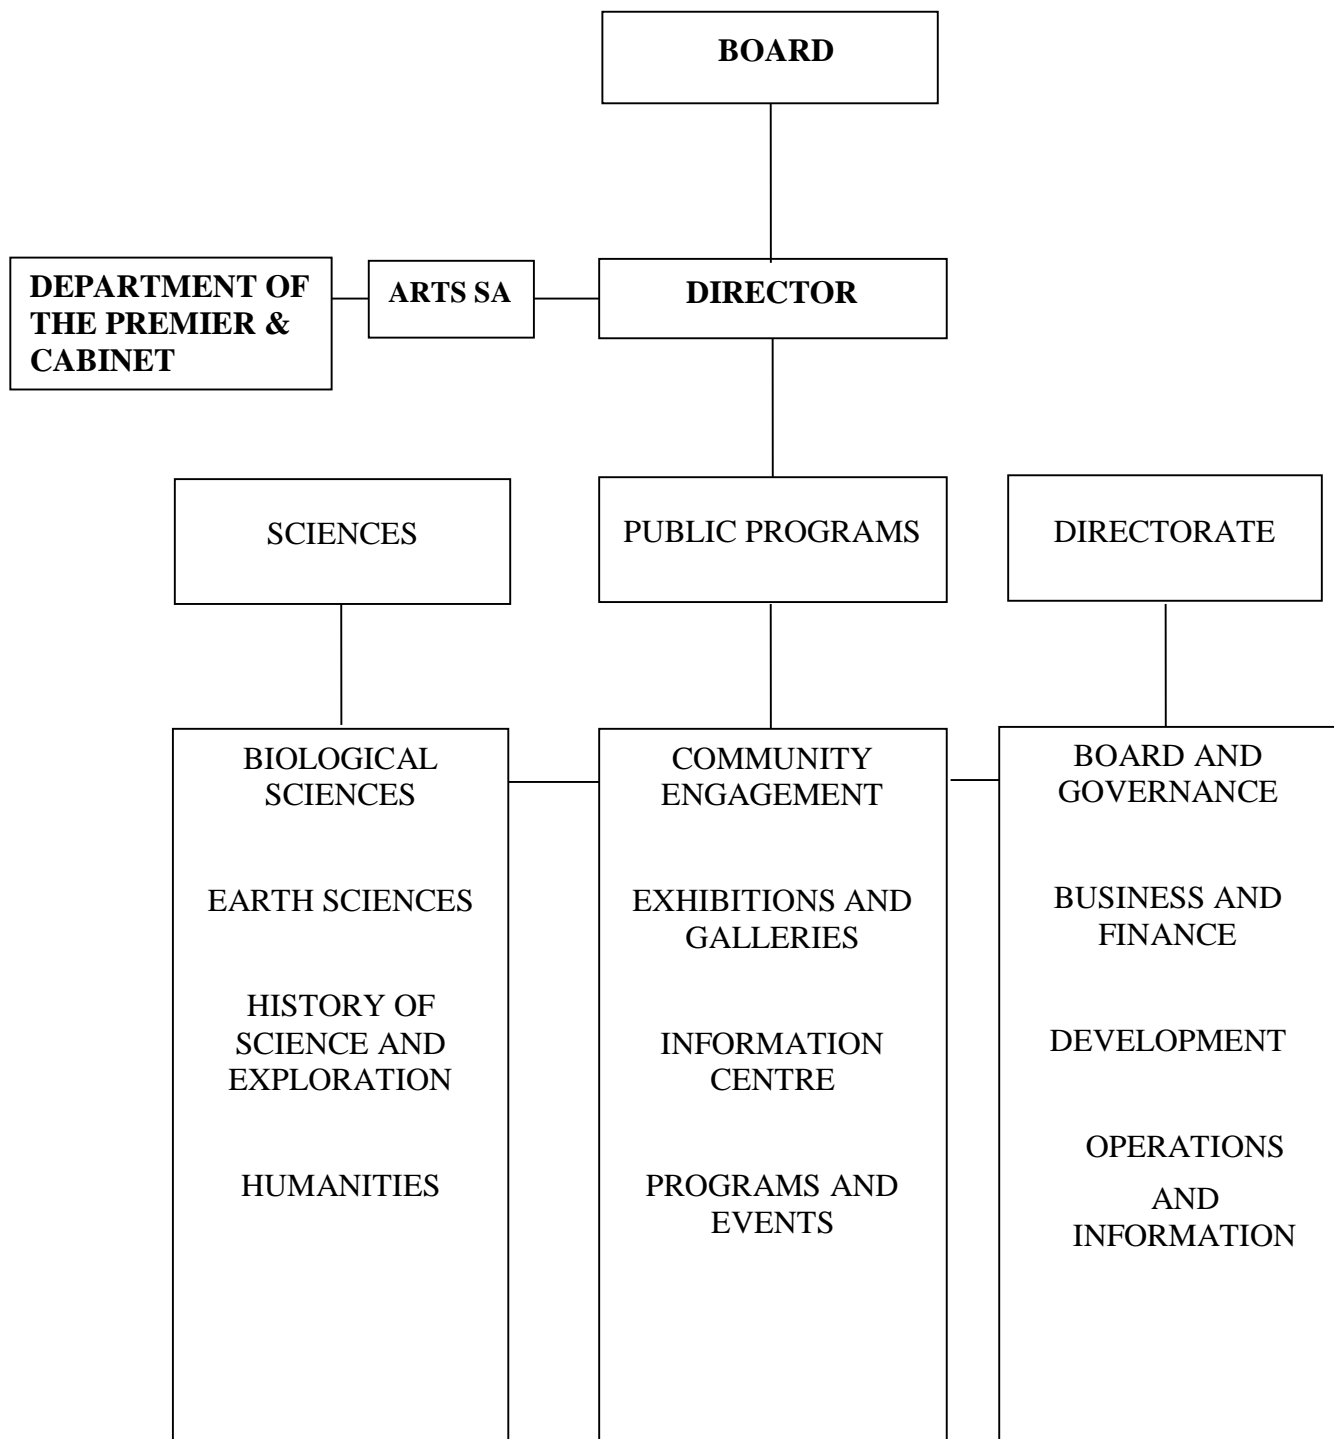 BOARD
DEPARTMENT OF
THE PREMIER &
CABINET
ARTS SA
DIRECTOR
SCIENCES
PUBLIC PROGRAMS
DIRECTORATE
BIOLOGICAL
SCIENCES
EARTH SCIENCES
HISTORY OF
SCIENCE AND
EXPLORATION
HUMANITIES
COMMUNITY
ENGAGEMENT
EXHIBITIONS AND
GALLERIES
INFORMATION
CENTRE
PROGRAMS AND
EVENTS
BOARD AND
GOVERNANCE
BUSINESS AND
FINANCE
DEVELOPMENT
OPERATIONS
AND
INFORMATION